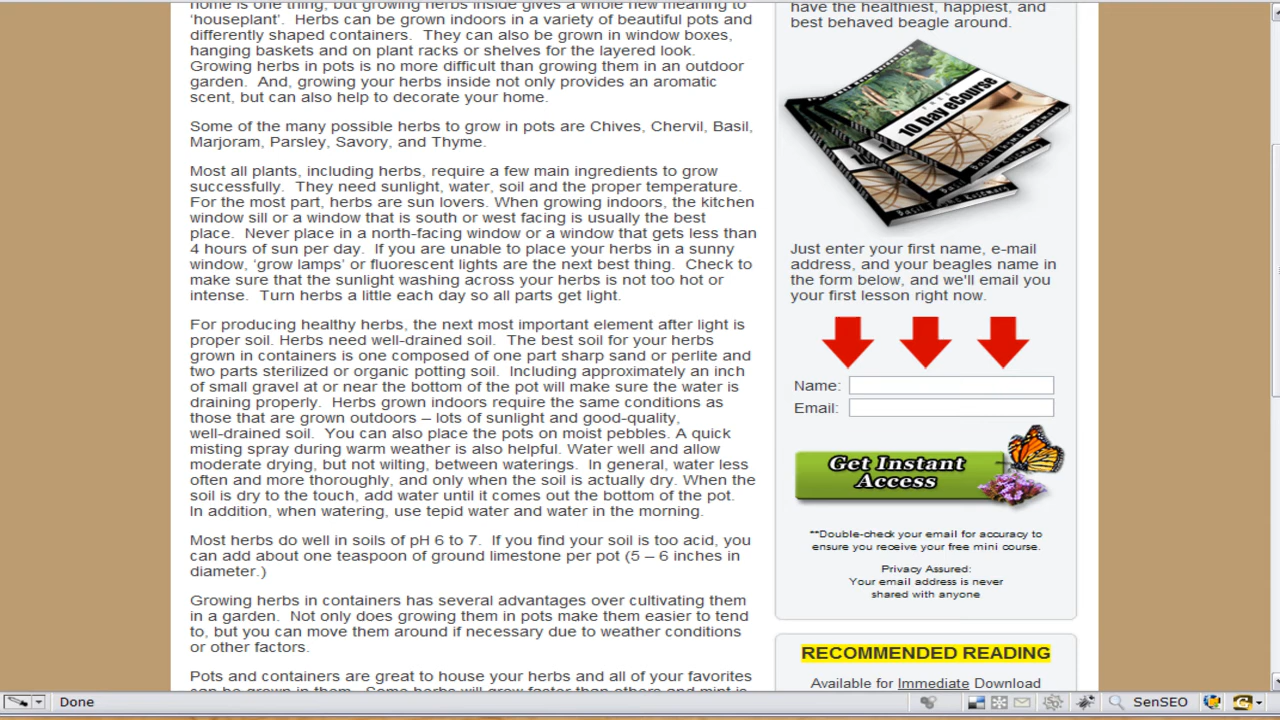 home is one thing, but growing herbs inside gives a whole new meaning to
‘houseplant’. Herbs can be grown indoors in a variety of beautiful pots and
differently shaped containers. They can also be grown in window boxes,
hanging baskets and on plant racks or shelves for the layered look.
Growing herbs in pots is no more difficult than growing them in an outdoor
garden. And, growing your herbs inside not only provides an aromatic
scent, but can also help to decorate your home.
Some of the many possible herbs to grow in pots are Chives, Chervil, Basil,
Marjoram, Parsley, Savory, and Thyme.
Most all plants, including herbs, require a few main ingredients to grow
successfully. They need sunlight, water, soil and the proper temperature.
For the most part, herbs are sun lovers. When growing indoors, the kitchen
window sill or a window that is south or west facing is usually the best
place. Never place in a north-facing window or a window that gets less than
4 hours of sun per day. If you are unable to place your herbs in a sunny
window, ‘grow lamps’ or fluorescent lights are the next best thing. Check to
make sure that the sunlight washing across your herbs is not too hot or
intense. Turn herbs a little each day so all parts get light.
For producing healthy herbs, the next most important element after light is
proper soil. Herbs need well-drained soil. The best soil for your herbs
grown in containers is one composed of one part sharp sand or perlite and
two parts sterilized or organic potting soil. Including approximately an inch
of small gravel at or near the bottom of the pot will make sure the water is
draining properly. Herbs grown indoors require the same conditions as
those that are grown outdoors – lots of sunlight and good-quality,
well-drained soil. You can also place the pots on moist pebbles. A quick
misting spray during warm weather is also helpful. Water well and allow
moderate drying, but not wilting, between waterings. In general, water less
often and more thoroughly, and only when the soil is actually dry. When the
soil is dry to the touch, add water until it comes out the bottom of the pot.
In addition, when watering, use tepid water and water in the morning.
Most herbs do well in soils of pH 6 to 7. If you find your soil is too acid, you
can add about one teaspoon of ground limestone per pot (5 – 6 inches in
diameter.)
Growing herbs in containers has several advantages over cultivating them
in a garden. Not only does growing them in pots make them easier to tend
to, but you can move them around if necessary due to weather conditions
or other factors.
Pots and containers are great to house your herbs and all of your favorites
can be grown in them. Some herbs will grow faster than others and mint is
have the healthiest, happiest, and
best behaved beagle around.
10 Day eCourse
Basil Thyme Rosemary
Just enter your first name, e-mail
address, and your beagles name in
the form below, and we'll email you
your first lesson right now.
Name:
Email:
Get Instant
Access
**Double-check your email for accuracy to
ensure you receive your free mini course.
Privacy Assured:
Your email address is never
shared with anyone
RECOMMENDED READING
Available for Immediate Download
Done
SenSEO